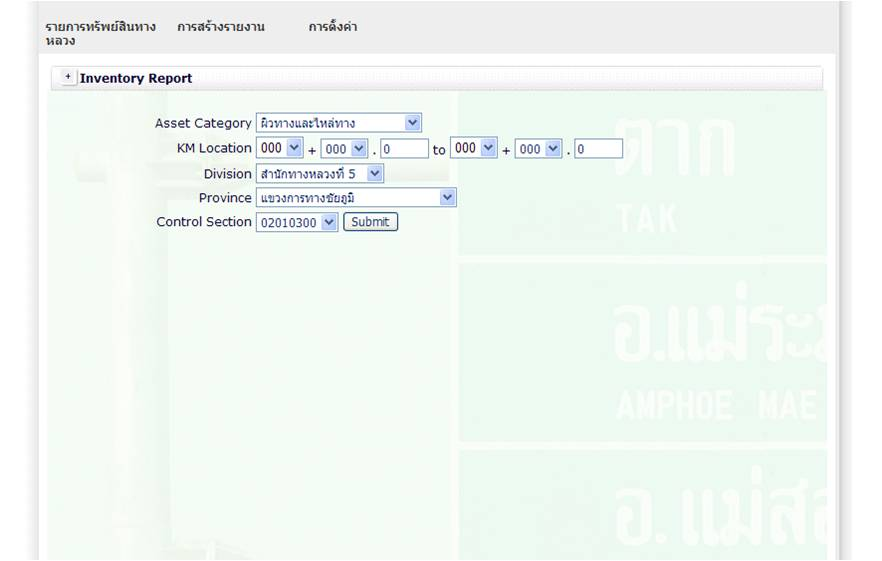 รายการทรัพย์สินทาง การสร้างรายงาน การตั้งค่า
หลวง
+ Inventory Report
Asset Category ผิวทางและไหล่ทาง
KM Location 000 + 000 . 0 to 000 + 000 . 0
Division สำนักทางหลวงที่ 5
Province แขวงการทางชัยภูมิ
Control Section 02010300 Submit
ตาก
TAK
อ.แม่ระ
AMPHOE MAE
อ.แม่ส